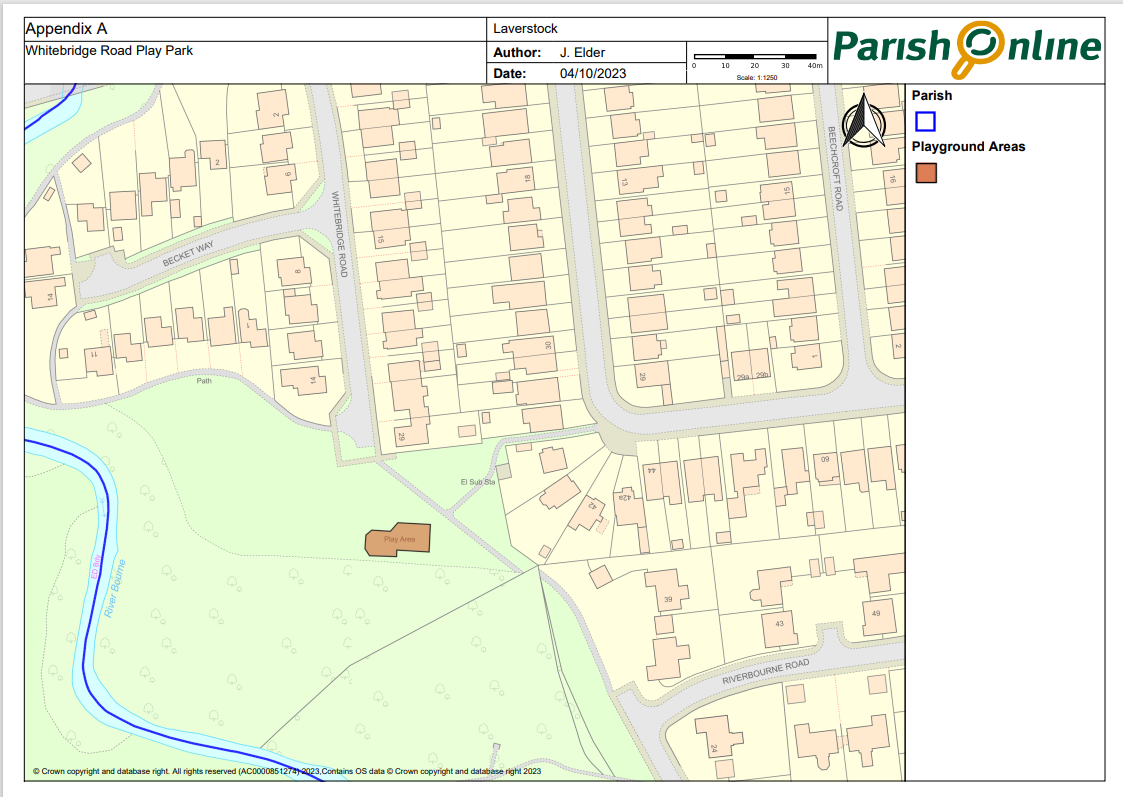 Appendix A
Whitebridge Road Play Park
Laverstock
Author: J. Elder
Date: 04/10/2023
0 10 20 30 40m
Scale: 1:1250
Parish Online
Parish
Playground Areas
2
2
6
18
13
15
16
BEECHCROFT ROAD
WHITEBRIDGE ROAD
BECKET WAY
15
8
14
1
11
30
1
2
29
29a
29b
14
Path
29
El Sub Sta
44
60
42
42a
Play Area
ED Bdy
River Bourne
39
43
49
RIVERBOURNE ROAD
24
© Crown copyright and database right. All rights reserved (AC0000851274) 2023,Contains OS data © Crown copyright and database right 2023